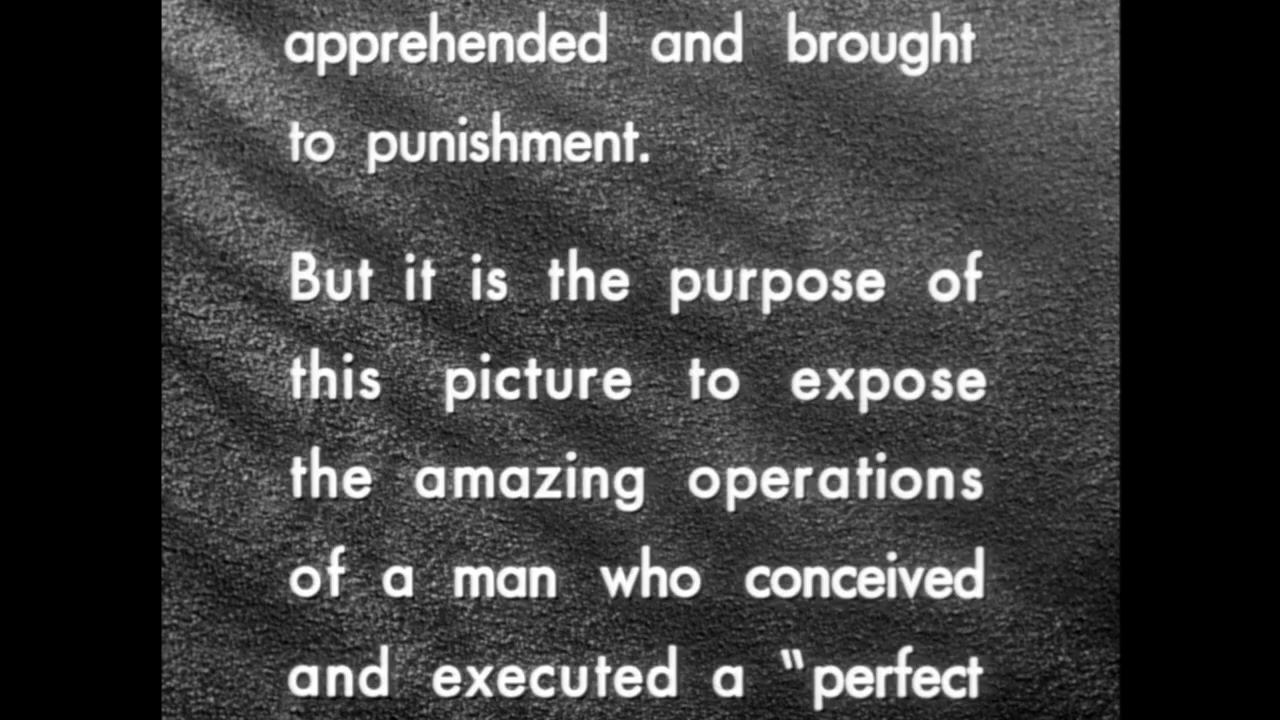 apprehended and brought
to punishment.
But it is the purpose of
this picture to expose
the amazing operations
of a man who conceived
and executed a "perfect